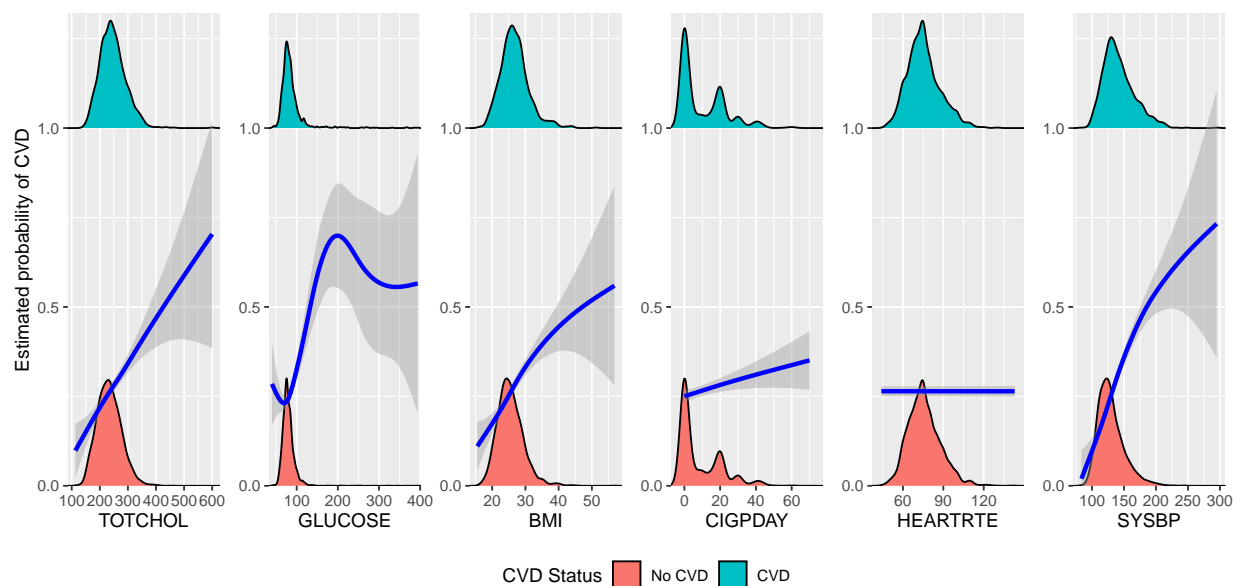 Estimated probability of CVD
1.0 1.0 1.0 1.0 1.0 1.0
0.5 0.5 0.5 0.5 0.5 0.5
0.0 0.0 0.0 0.0 0.0 0.0
100 200 300 400 500 600 100 200 300 400 20 30 40 50 0 20 40 60 60 90 120 100 150 200 250 300
TOTCHOL GLUCOSE BMI CIGPDAY HEARTRTE SYSBP
CVD Status No CVD CVD